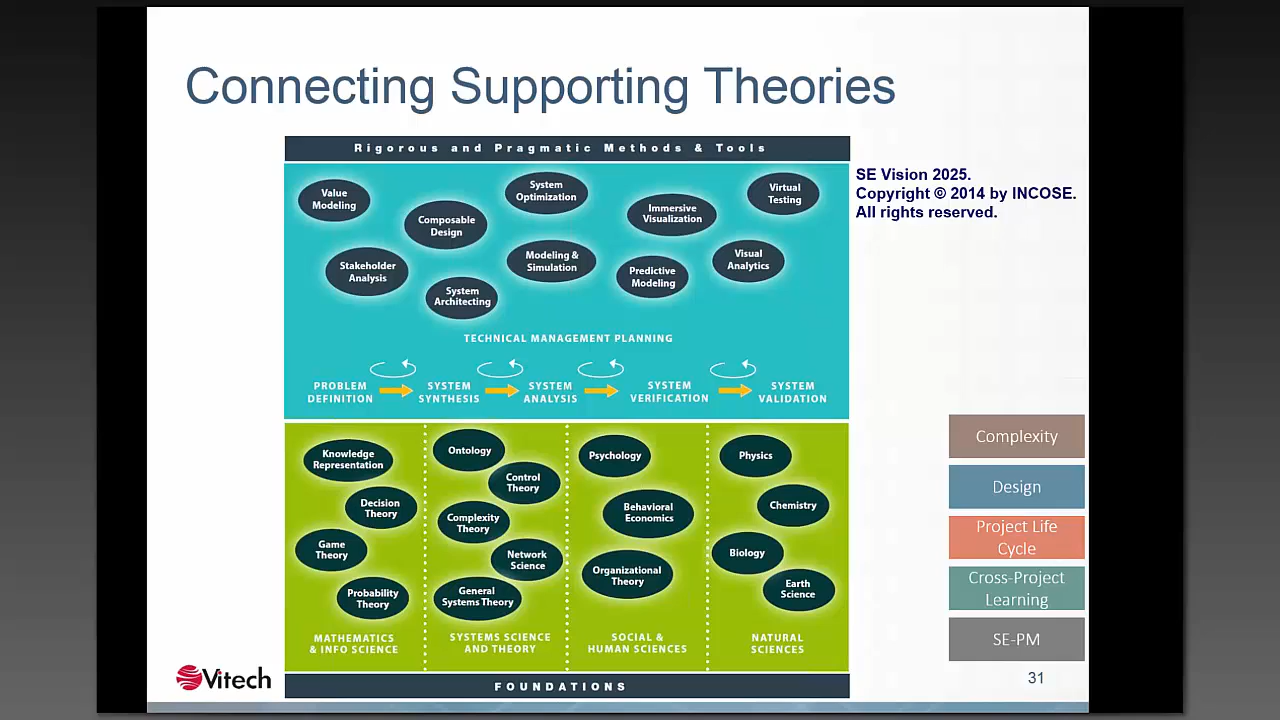 Connecting Supporting Theories
Rigorous and Pragmatic Methods & Tools
SE Vision 2025.
Copyright © 2014 by INCOSE.
All rights reserved.
Value
Modeling
Composable
Design
System
Optimization
Immersive
Visualization
Virtual
Testing
Stakeholder
Analysis
System
Architecting
Modeling &
Simulation
Predictive
Modeling
Visual
Analytics
TECHNICAL MANAGEMENT PLANNING
PROBLEM
DEFINITION
SYSTEM
SYNTHESIS
SYSTEM
ANALYSIS
SYSTEM
VERIFICATION
SYSTEM
VALIDATION
Knowledge
Representation
Decision
Theory
Game
Theory
Probability
Theory
MATHEMATICS
& INFO SCIENCE
Ontology
Control
Theory
Complexity
Theory
Network
Science
General
Systems Theory
SYSTEMS SCIENCE
AND THEORY
Psychology
Behavioral
Economics
Organizational
Theory
SOCIAL &
HUMAN SCIENCES
Physics
Chemistry
Biology
Earth
Science
NATURAL
SCIENCES
FOUNDATIONS
Complexity
Design
Project Life
Cycle
Cross-Project
Learning
SE-PM
Vitech
31